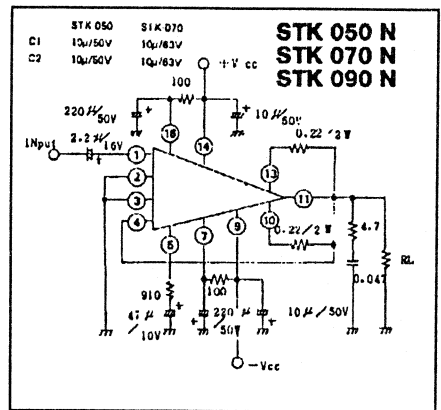 STK 050 STK 070
C1 10μ/50V 10μ/63V
C2 10μ/50V 10μ/63V
STK 050 N
STK 070 N
STK 090 N
+V cc
100
220μ/50V
10μ/50V
0.22/2W
INput
2.2μ/16V
16
14
1
2
3
4
13
11
10
5
7
9
0.22/2W
4.7
0.047
RL
910
100
47μ/10V
220μ/50V
10μ/50V
-Vcc